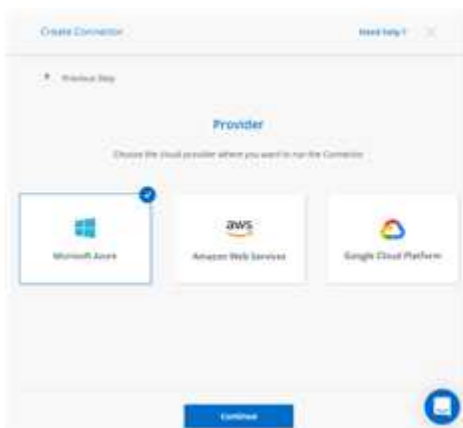 Create Connector
Need help?
Previous Step
Provider
Choose the cloud provider where you want to run the Connector
aws
Microsoft Azure
Amazon Web Services
Google Cloud Platform
Continue